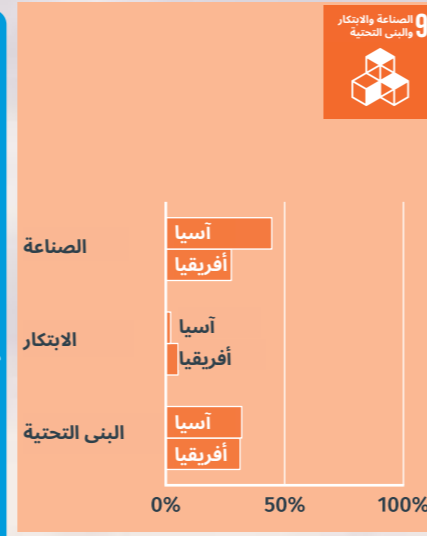 9 الصناعة والابتكار
والبنى التحتية
الصناعة
آسيا
أفريقيا
الابتكار
آسيا
أفريقيا
البنى التحتية
آسيا
أفريقيا
0% 50% 100%